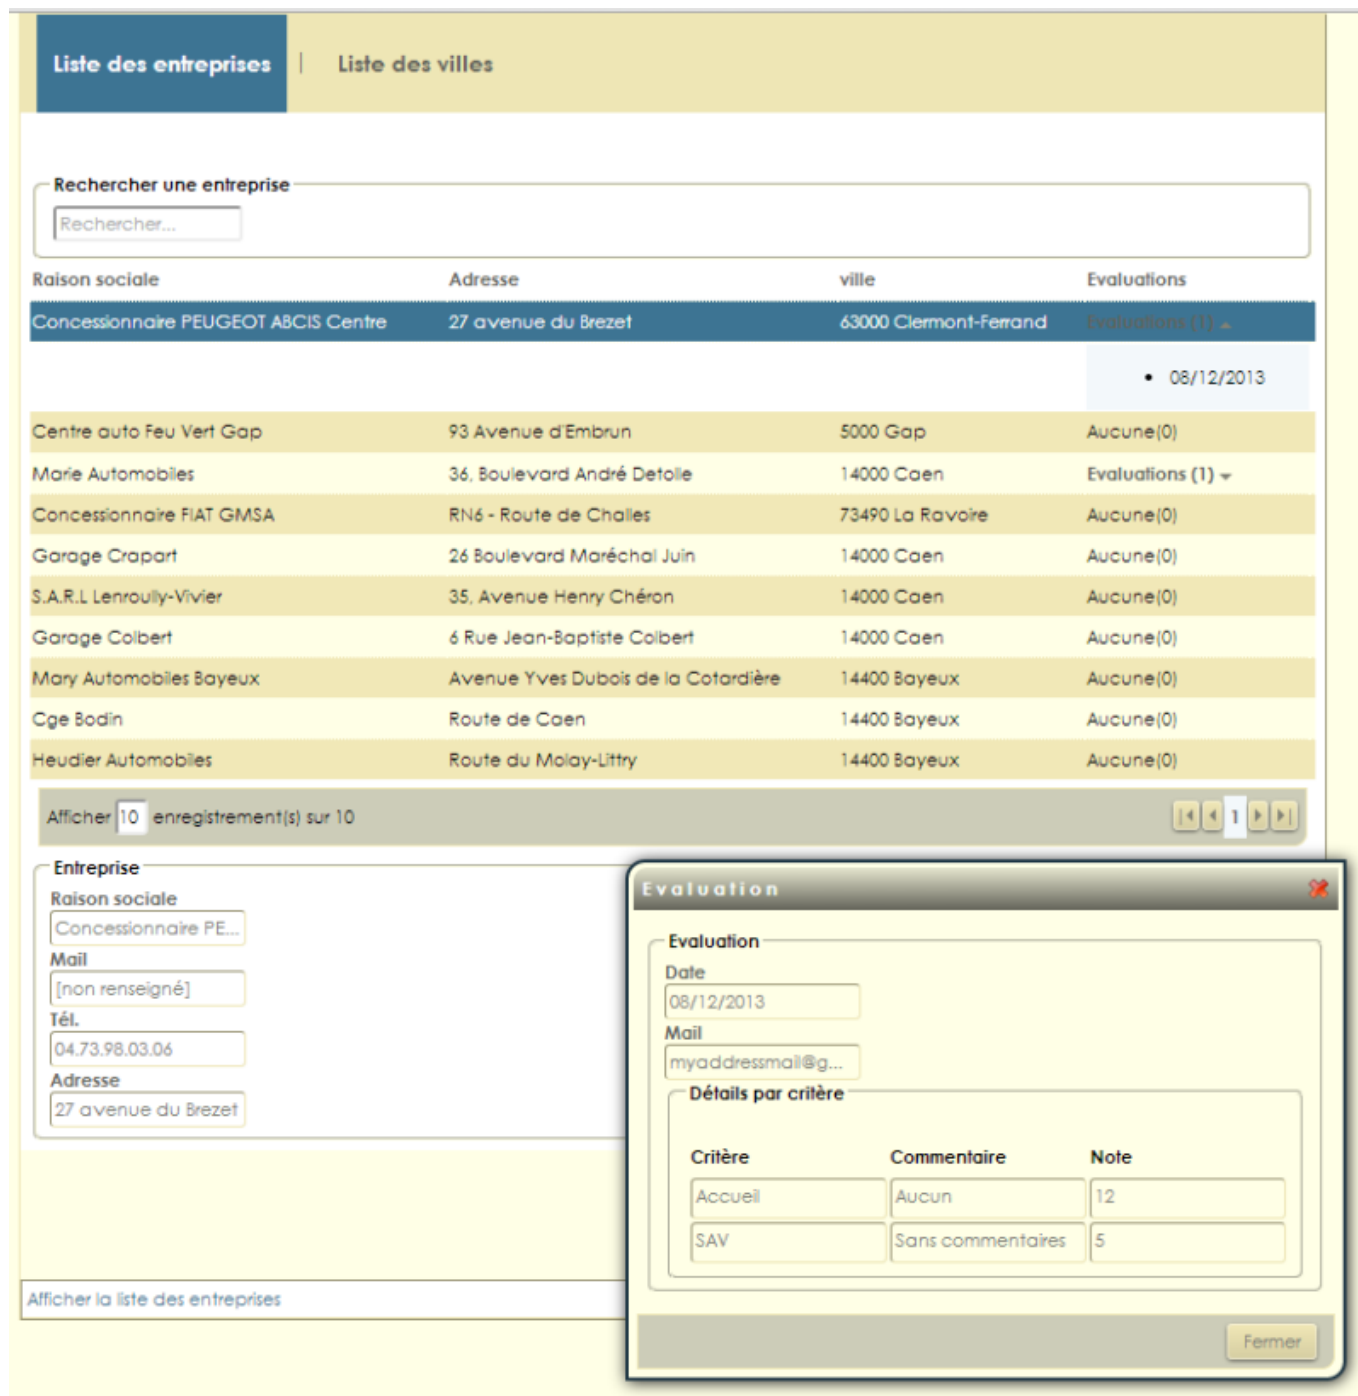 Liste des entreprises | Liste des villes
Rechercher une entreprise
Rechercher...
Raison sociale Adresse ville Evaluations
Concessionnaire PEUGEOT ABCIS Centre 27 avenue du Brezet 63000 Clermont-Ferrand Evaluations (1)
• 08/12/2013
Centre auto Feu Vert Gap 93 Avenue d'Embrun 5000 Gap Aucune(0)
Marie Automobiles 36, Boulevard André Detolle 14000 Caen Evaluations (1)
Concessionnaire FIAT GMSA RN6 - Route de Challes 73490 La Ravoire Aucune(0)
Garage Crapart 26 Boulevard Maréchal Juin 14000 Caen Aucune(0)
S.A.R.L Lenroully-Vivier 35, Avenue Henry Chéron 14000 Caen Aucune(0)
Garage Colbert 6 Rue Jean-Baptiste Colbert 14000 Caen Aucune(0)
Mary Automobiles Bayeux Avenue Yves Dubois de la Cotardière 14400 Bayeux Aucune(0)
Cge Bodin Route de Caen 14400 Bayeux Aucune(0)
Heudier Automobiles Route du Molay-Littry 14400 Bayeux Aucune(0)
Afficher 10 enregistrement(s) sur 10 1
Entreprise
Raison sociale
Concessionnaire PE...
Mail
[non renseigné]
Tél.
04.73.98.03.06
Adresse
27 avenue du Brezet
Afficher la liste des entreprises
Evaluation
Evaluation
Date
08/12/2013
Mail
myaddressmail@g...
Détails par critère
Critère Commentaire Note
Accueil Aucun 12
SAV Sans commentaires 5
Fermer